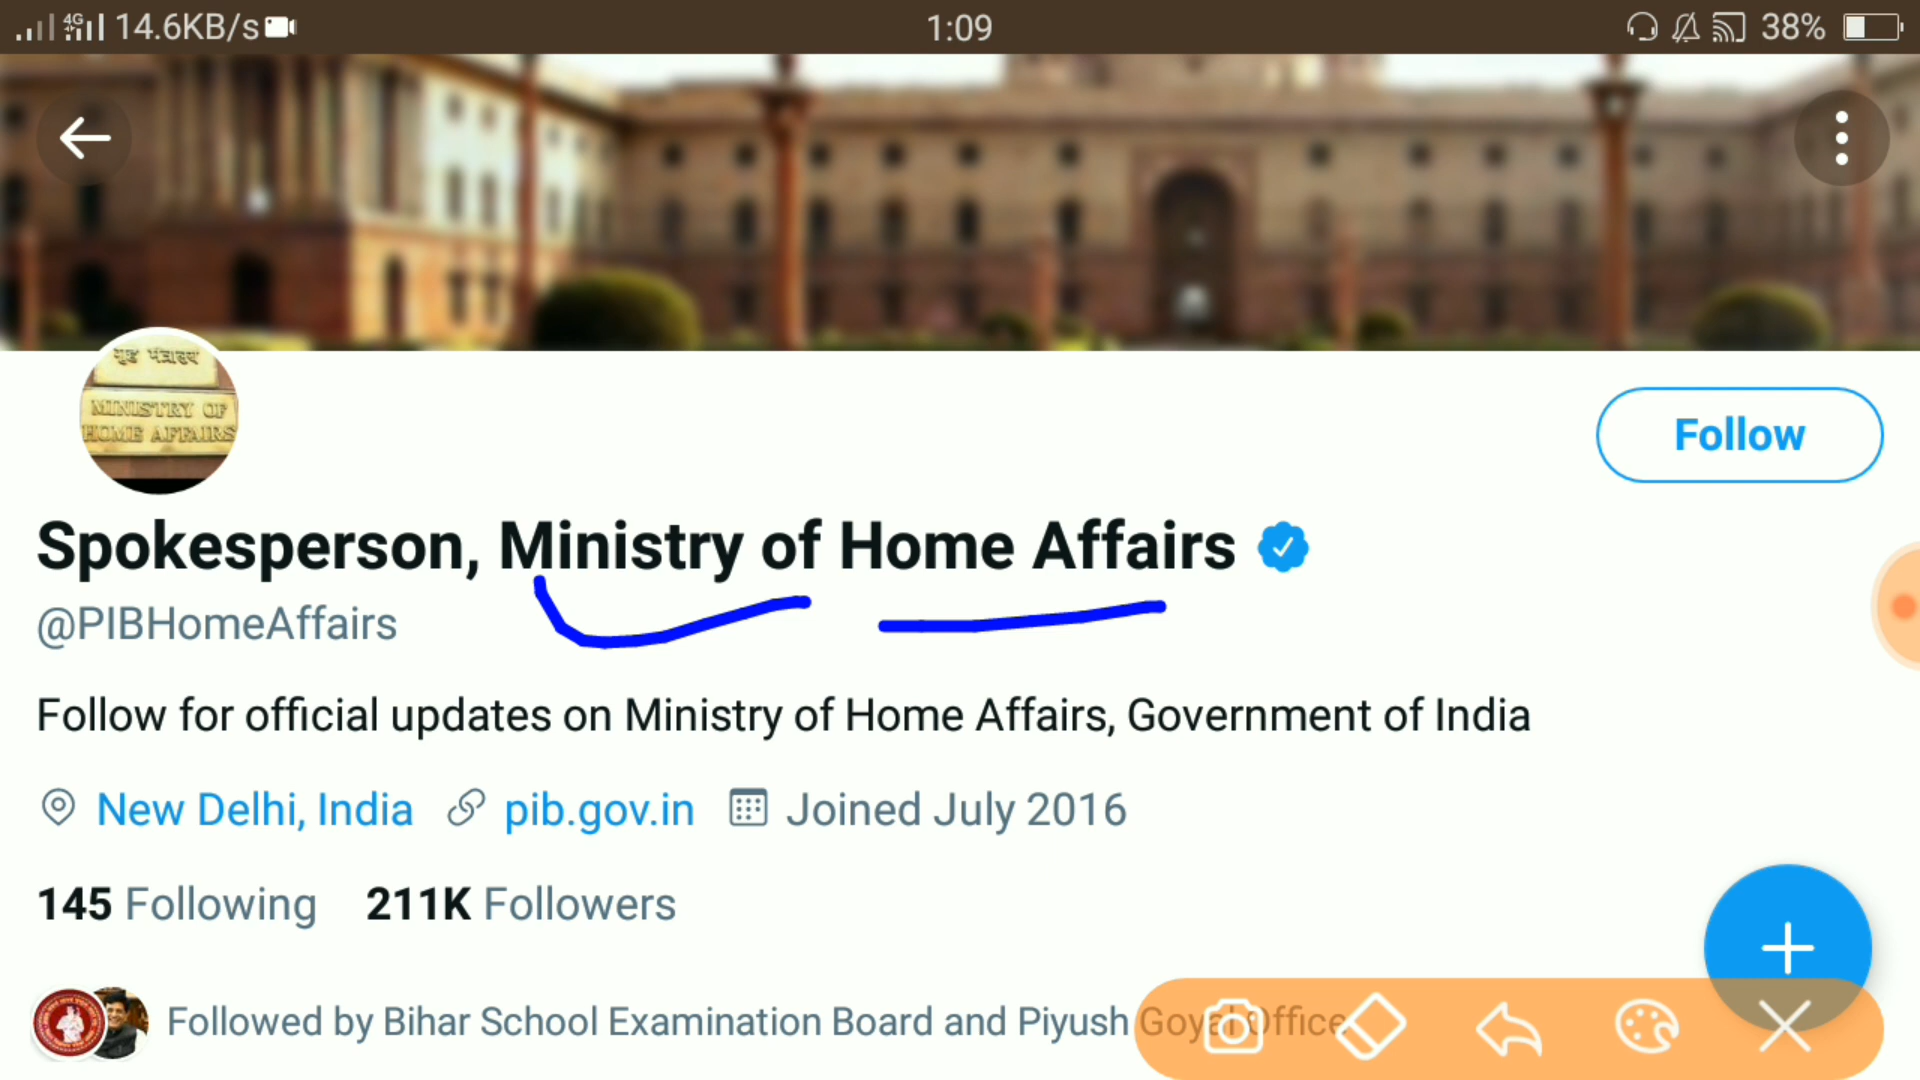 4G 14.6KB/s 1:09 38%
गृह मंत्रालय
MINISTRY OF
HOME AFFAIRS
Follow
Spokesperson, Ministry of Home Affairs
@PIBHomeAffairs
Follow for official updates on Ministry of Home Affairs, Government of India
New Delhi, India pib.gov.in Joined July 2016
145 Following 211K Followers
Followed by Bihar School Examination Board and Piyush Goyal Office